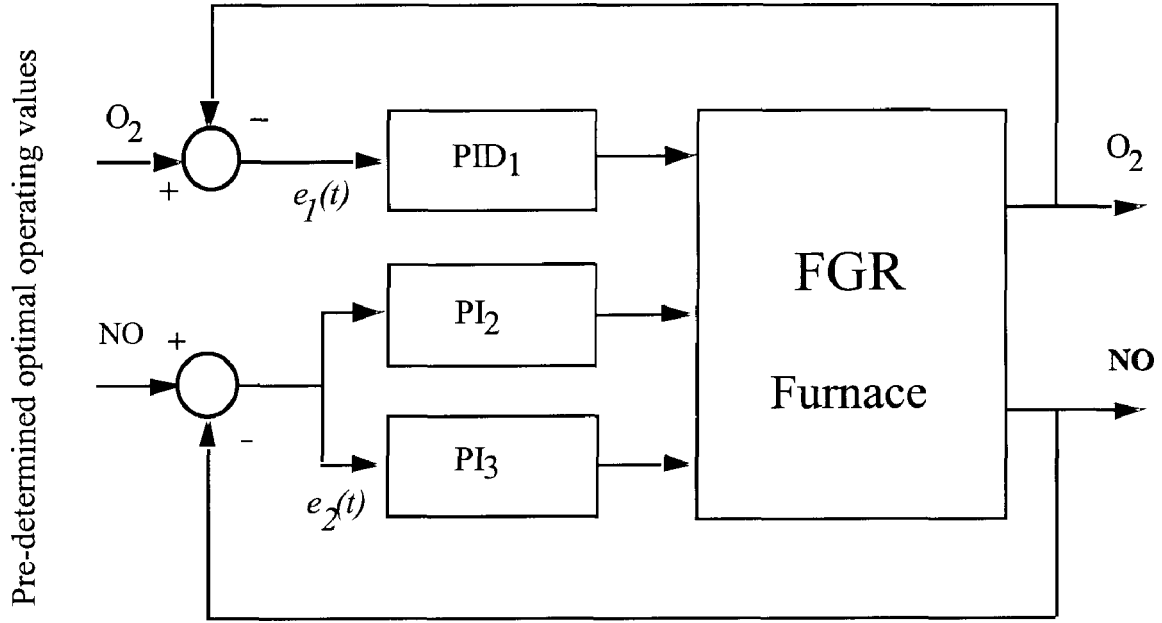 Pre-determined optimal operating values
O2
−
+
e1(t)
PID1
O2
NO
+
-
PI2
PI3
e2(t)
FGR
Furnace
NO